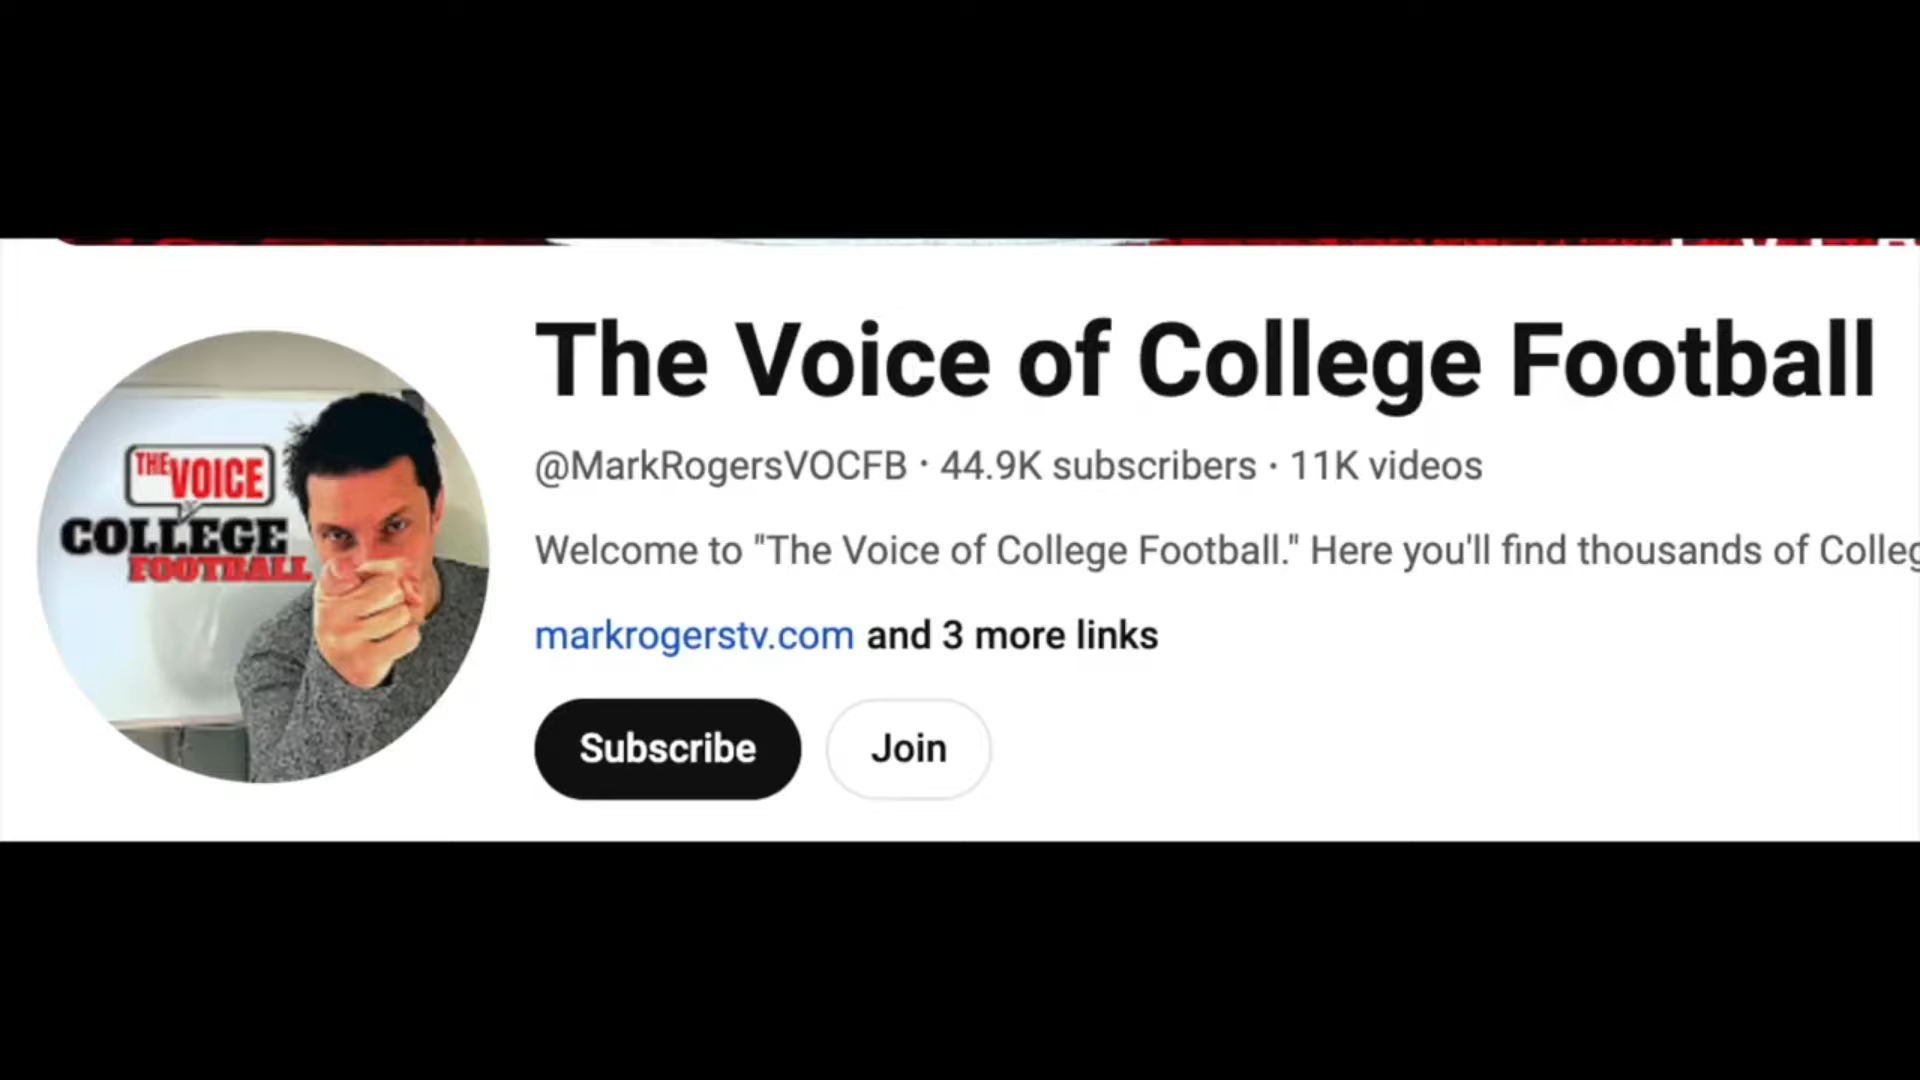 The Voice of College Football
@MarkRogersVOCFB · 44.9K subscribers · 11K videos
Welcome to "The Voice of College Football." Here you'll find thousands of Colleg
markrogerstv.com and 3 more links
Subscribe Join
THE VOICE
COLLEGE
FOOTBALL